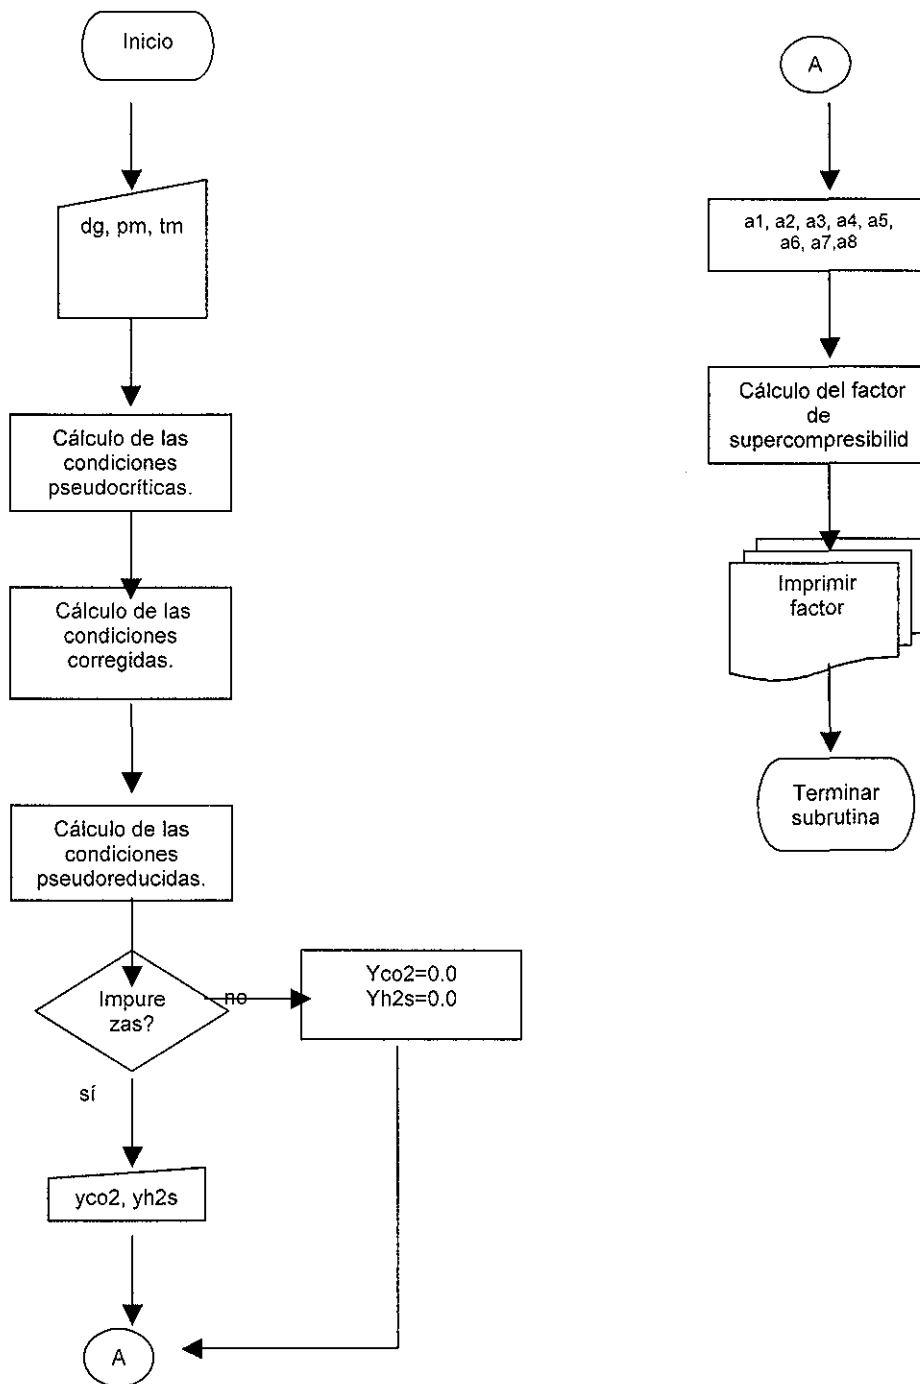 Inicio
dg, pm, tm
Cálculo de las
condiciones
pseudocríticas.
Cálculo de las
condiciones
corregidas.
Cálculo de las
condiciones
pseudoreducidas.
Impure
zas?
no
Yco2=0.0
Yh2s=0.0
sí
yco2, yh2s
A
A
a1, a2, a3, a4, a5,
a6, a7,a8
Cálculo del factor
de
supercompresibilid
Imprimir
factor
Terminar
subrutina